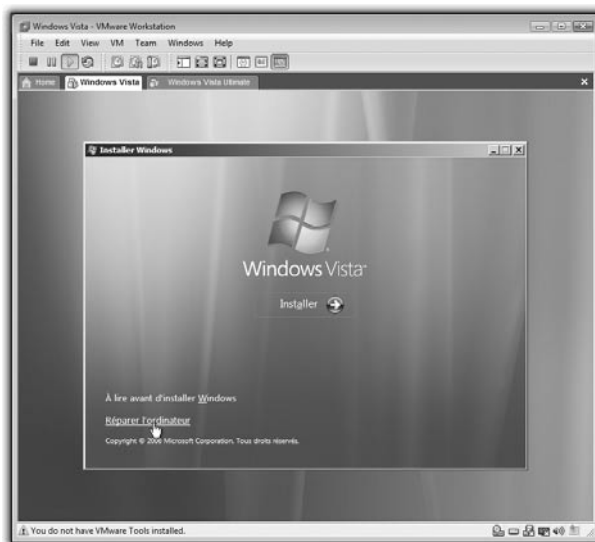 Windows Vista - VMware Workstation
File Edit View VM Team Windows Help
Home Windows Vista Windows Vista Ultimate
Installer Windows
Windows Vista
Installer
À lire avant d'installer Windows
Réparer l'ordinateur
Copyright © 2006 Microsoft Corporation. Tous droits réservés.
You do not have VMware Tools installed.